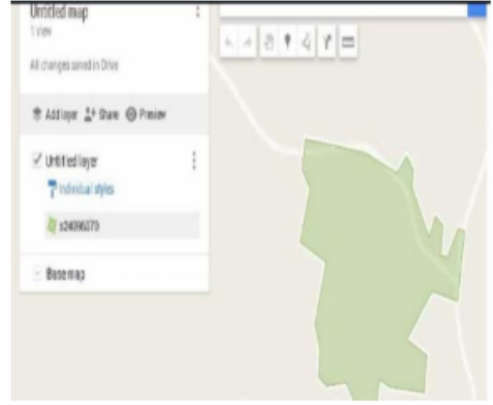 Untitled map
1 view
All changes saved in Drive
Add layer Share Preview
Untitled layer
Individual styles
Base map